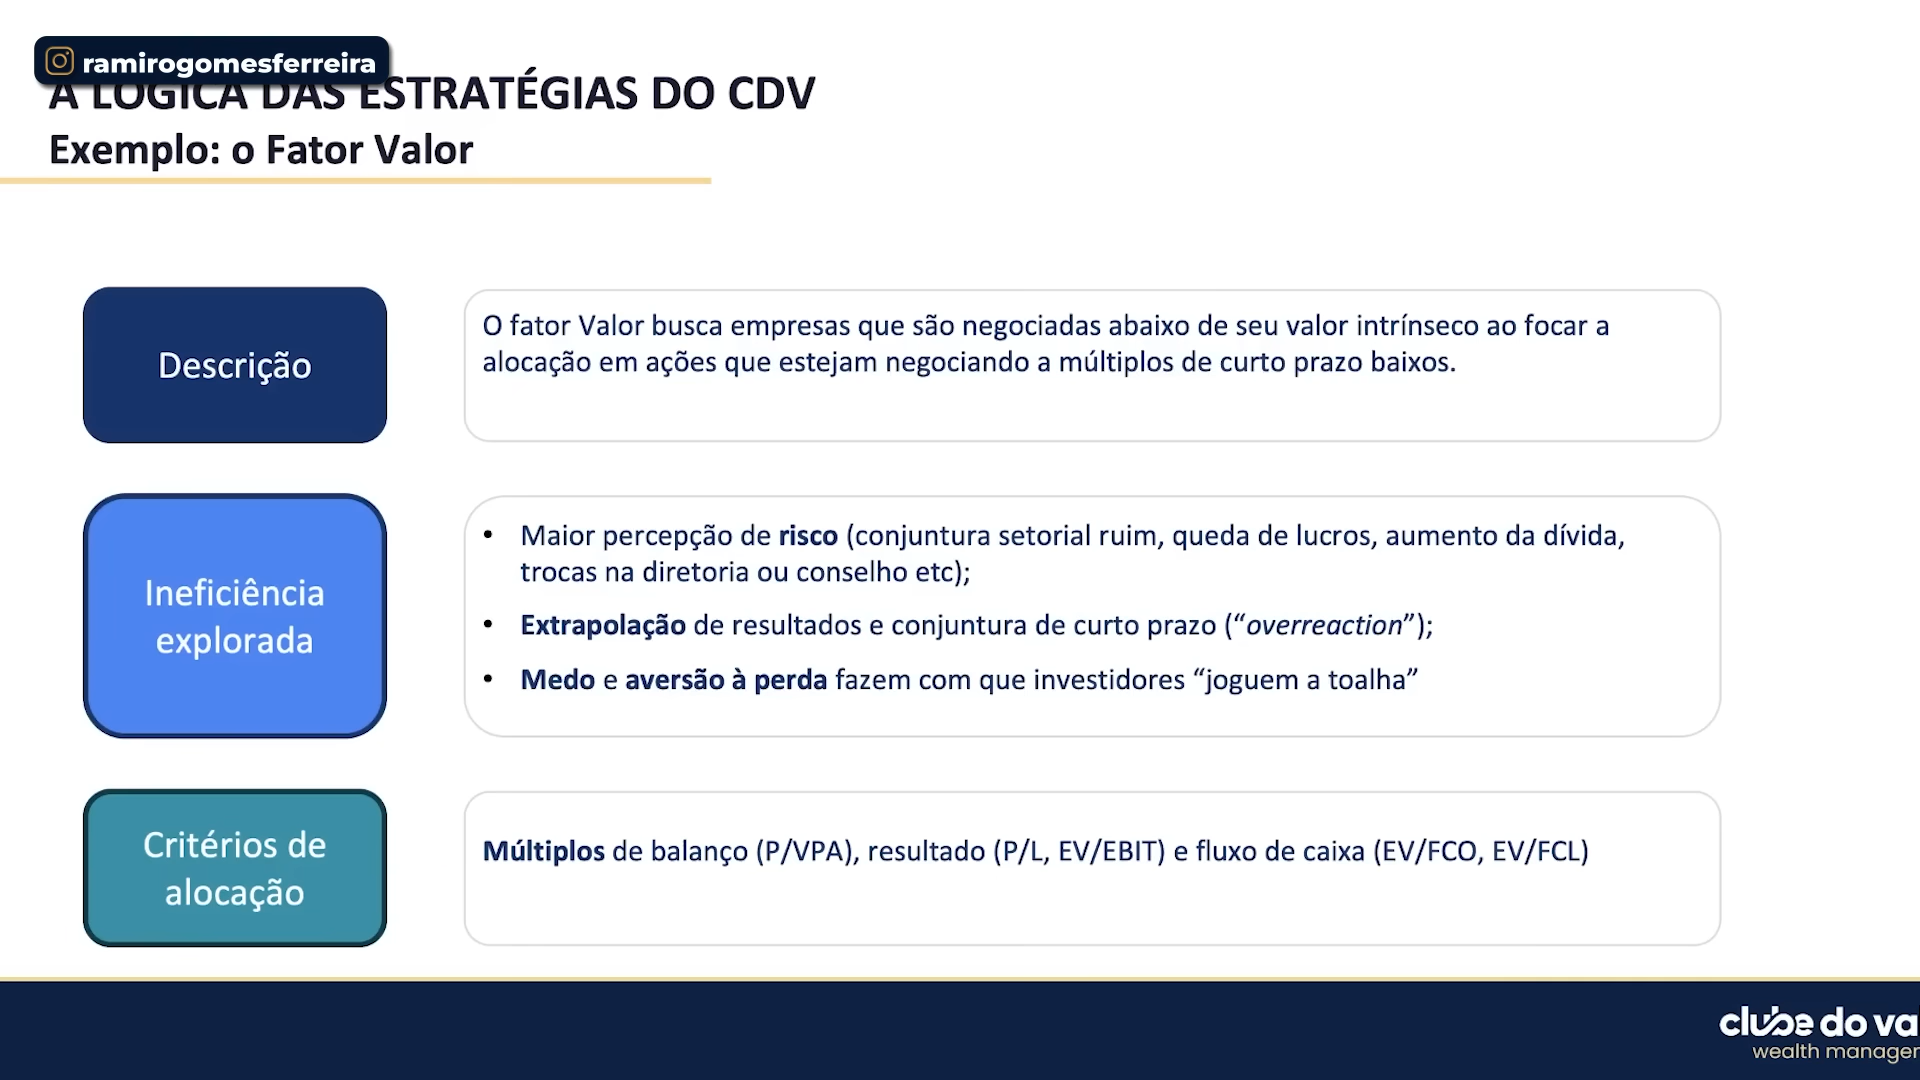 ramirogomesferreira
A LÓGICA DAS ESTRATÉGIAS DO CDV
Exemplo: o Fator Valor
Descrição
O fator Valor busca empresas que são negociadas abaixo de seu valor intrínseco ao focar a
alocação em ações que estejam negociando a múltiplos de curto prazo baixos.
Ineficiência
explorada
• Maior percepção de risco (conjuntura setorial ruim, queda de lucros, aumento da dívida,
trocas na diretoria ou conselho etc);
• Extrapolação de resultados e conjuntura de curto prazo (“overreaction”);
• Medo e aversão à perda fazem com que investidores “joguem a toalha”
Critérios de
alocação
Múltiplos de balanço (P/VPA), resultado (P/L, EV/EBIT) e fluxo de caixa (EV/FCO, EV/FCL)
clube do va
wealth manager